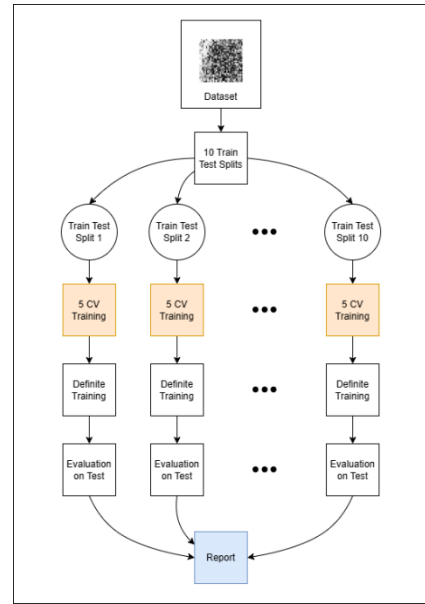 Dataset
10 Train
Test Splits
Train Test
Split 1
Train Test
Split 2
Train Test
Split 10
5 CV
Training
5 CV
Training
5 CV
Training
Definite
Training
Definite
Training
Definite
Training
Evaluation
on Test
Evaluation
on Test
Evaluation
on Test
Report